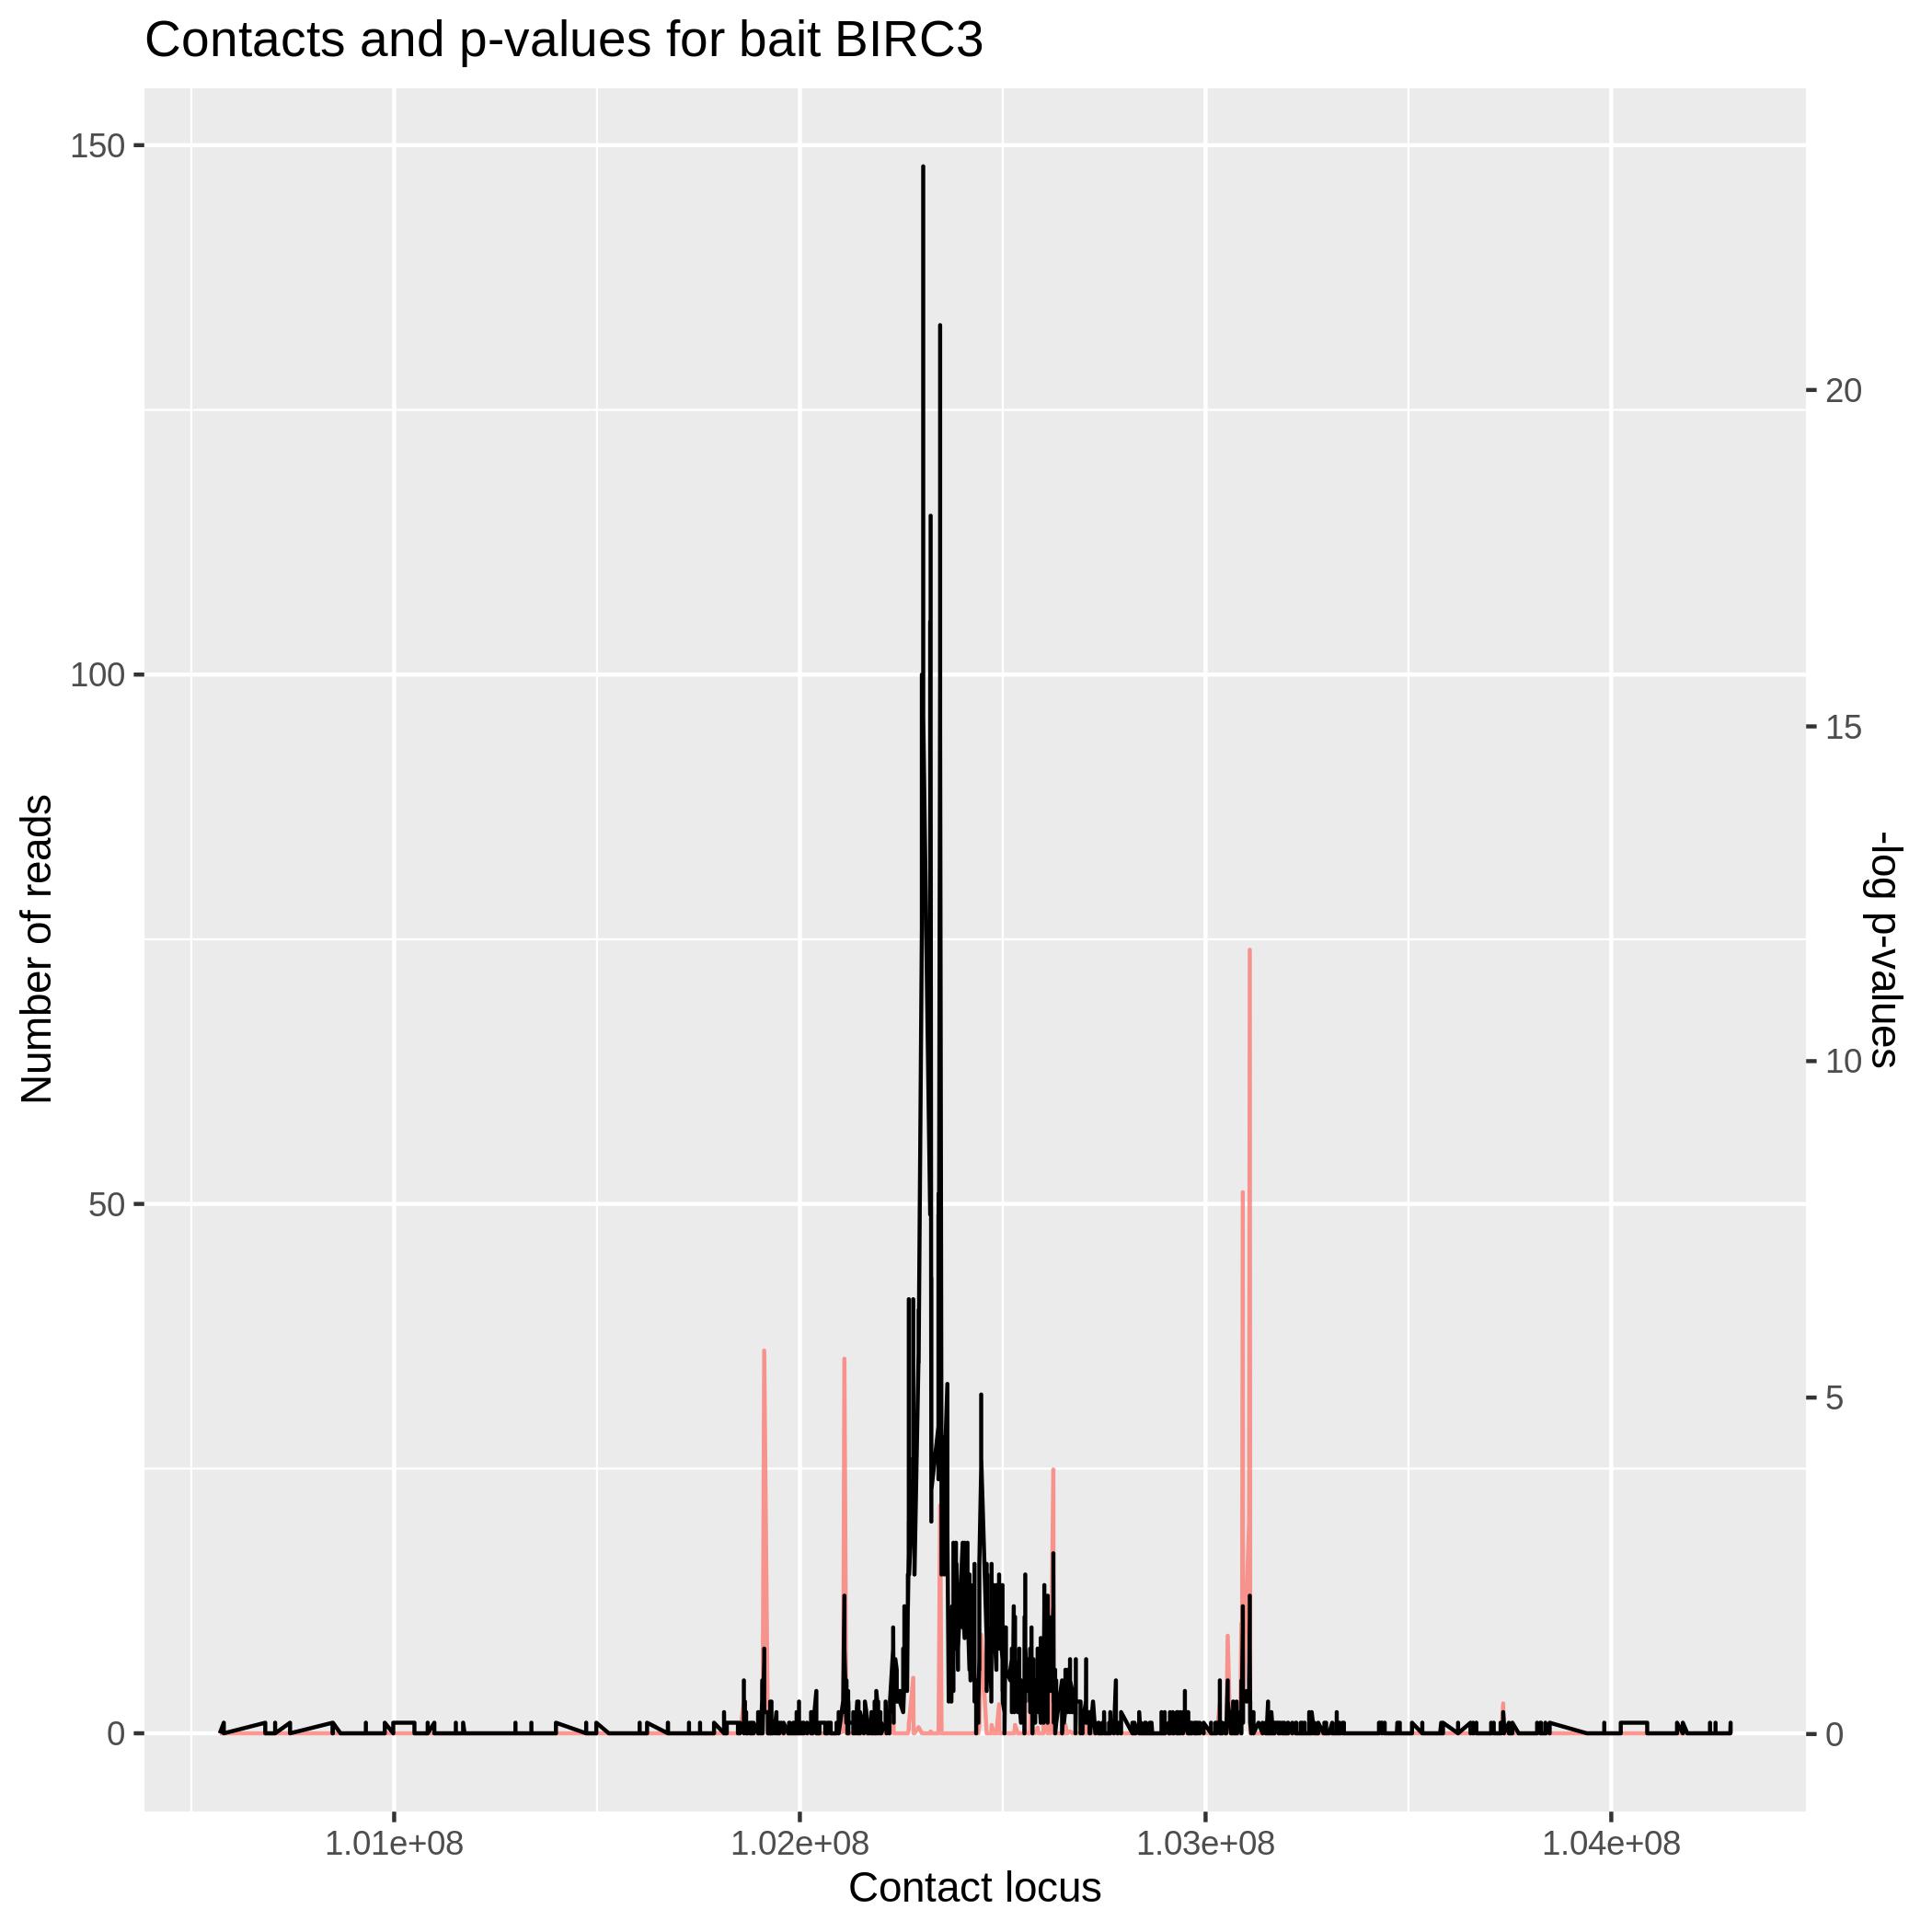 Contacts and p-values for bait BIRC3
150
100
50
0
Number of reads
20
15
10
5
0
-log p-values
1.01e+08
1.02e+08
1.03e+08
1.04e+08
Contact locus